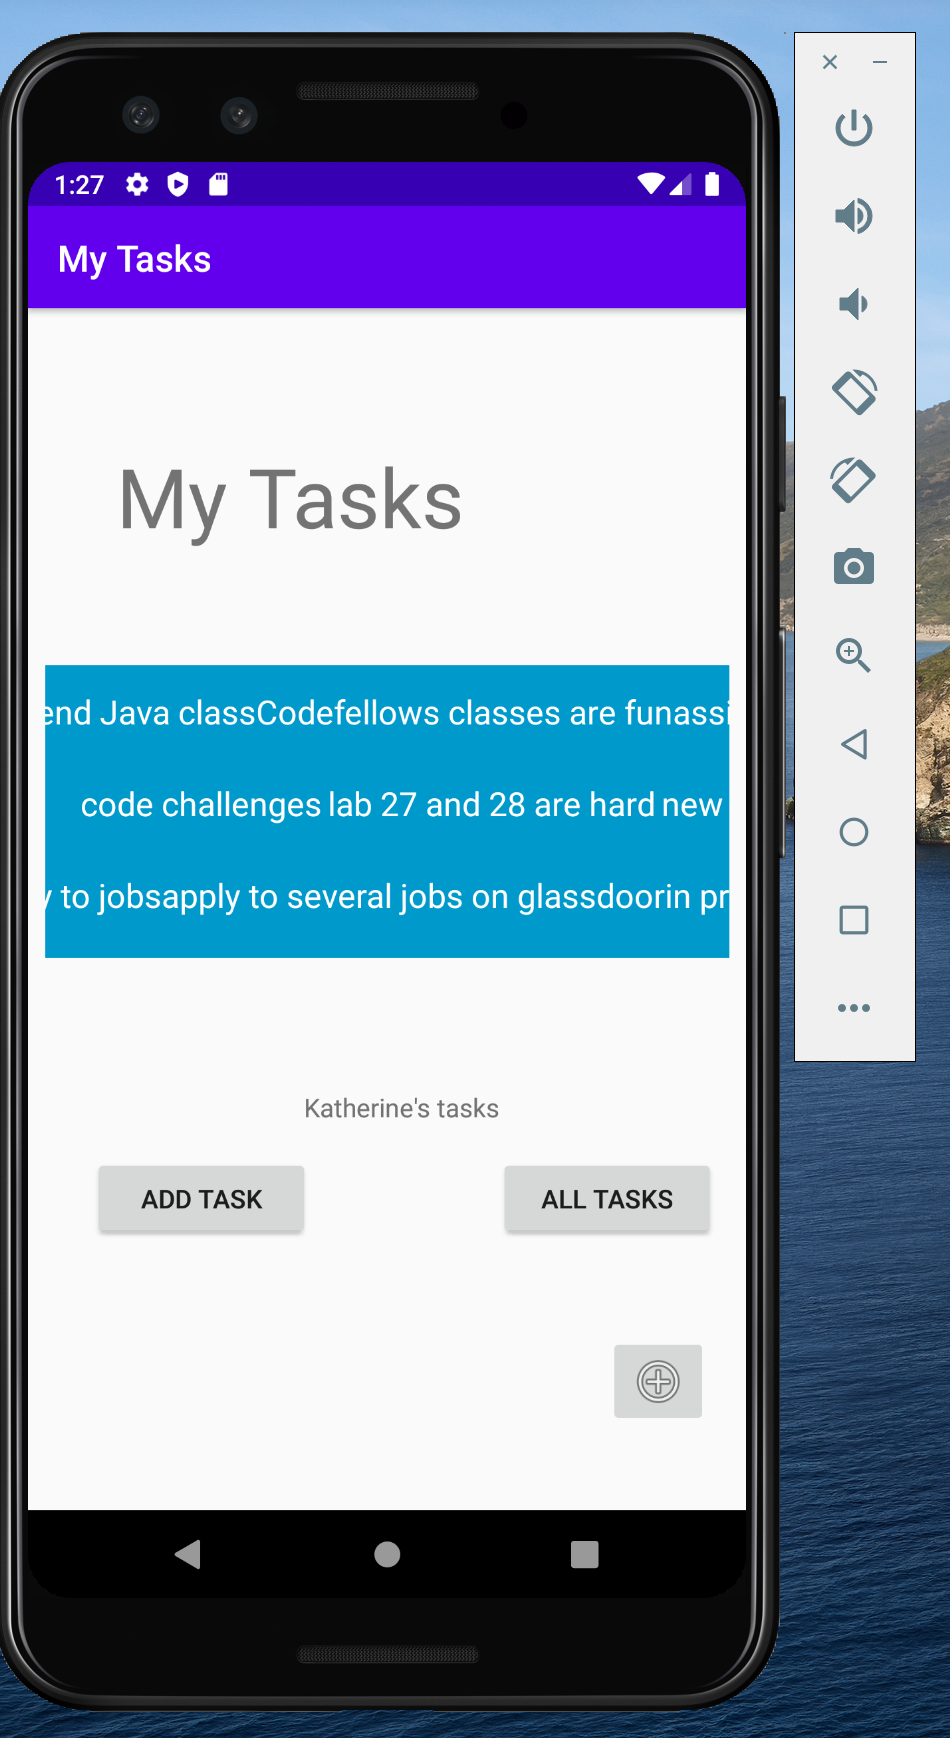 1:27
My Tasks
My Tasks
end Java classCodefellows classes are funassi
code challenges lab 27 and 28 are hard new
y to jobsapply to several jobs on glassdoorin pr
Katherine's tasks
ADD TASK
ALL TASKS